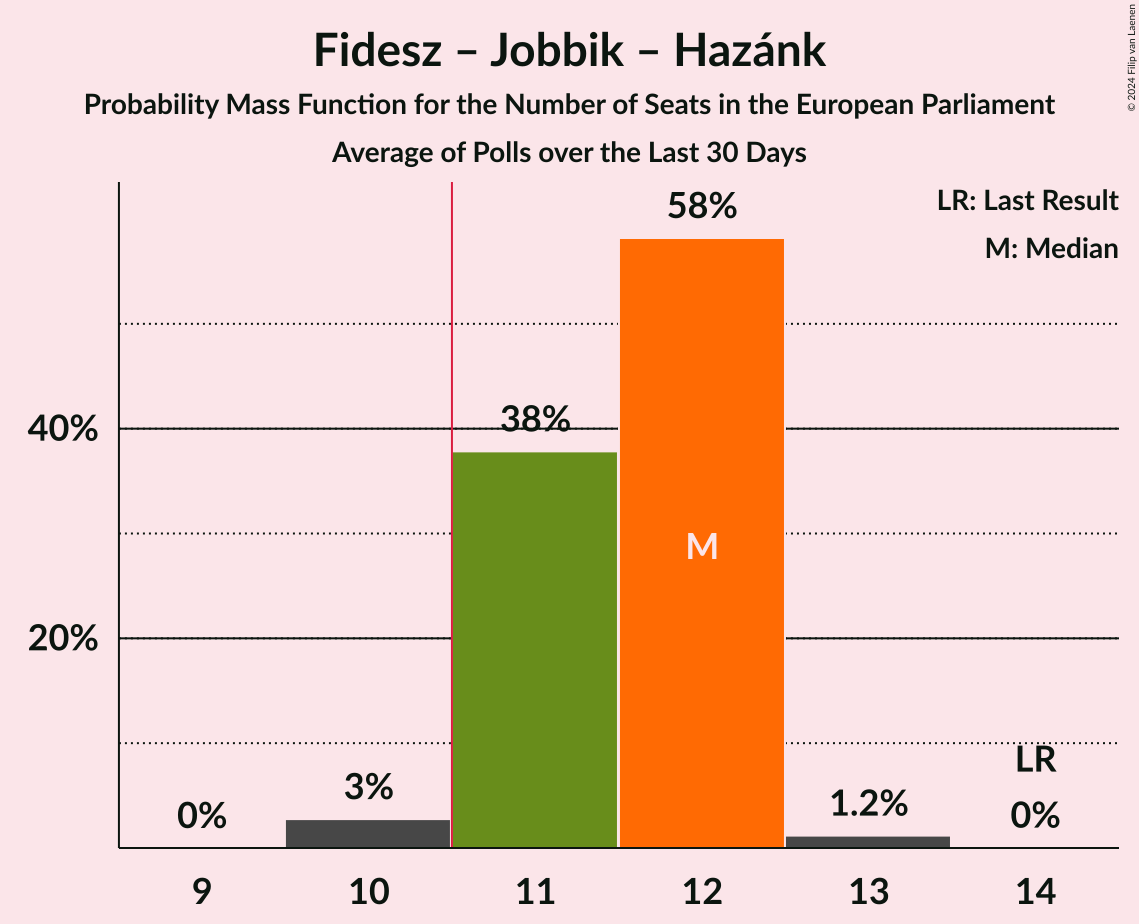 Fidesz – Jobbik – Hazánk
Probability Mass Function for the Number of Seats in the European Parliament
Average of Polls over the Last 30 Days
© 2024 Filip van Laenen
LR: Last Result
M: Median
58%
38%
40%
M
20%
LR
3%
1.2%
0%
0%
9
10
11
12
13
14